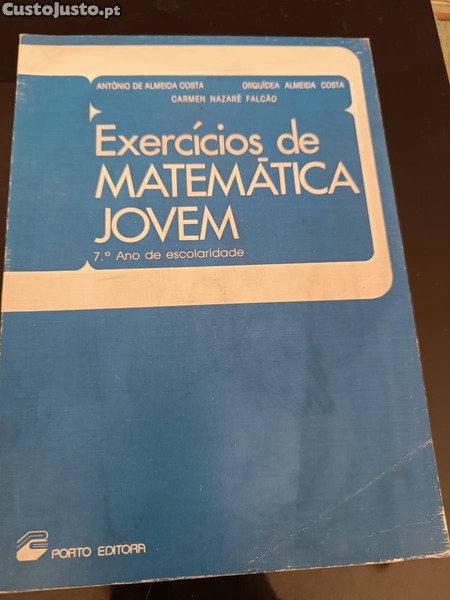 CustoJusto.pt
ANTÓNIO DE ALMEIDA COSTA ORQUÍDEA ALMEIDA COSTA
CARMEN NAZARÉ FALCÃO
Exercícios de
MATEMÁTICA
JOVEM
7.º Ano de escolaridade
PORTO EDITORA